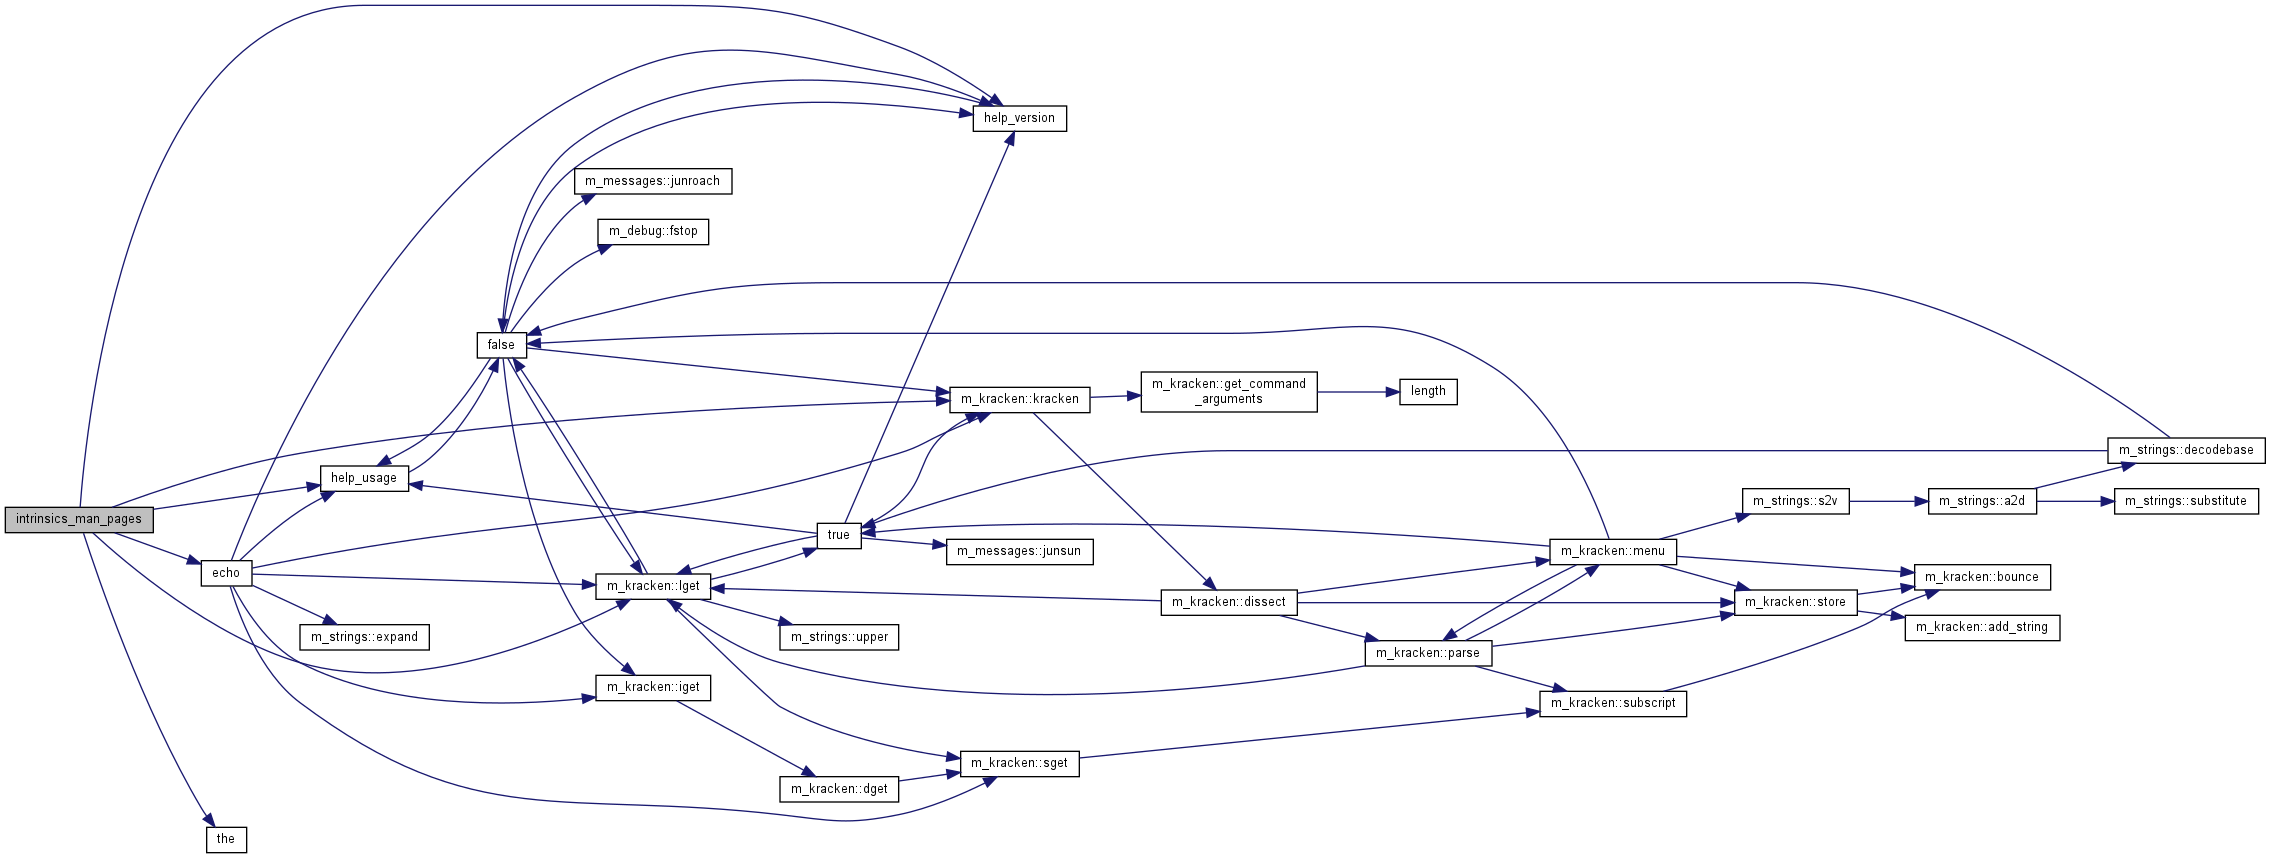 help_version
m_messages::junroach
m_debug::fstop
false
m_kracken::get_command
_arguments
length
m_kracken::kracken
m_strings::decodebase
help_usage
m_strings::s2v
m_strings::a2d
m_strings::substitute
intrinsics_man_pages
true
m_messages::junsun
m_kracken::menu
echo
m_kracken::lget
m_kracken::bounce
m_kracken::dissect
m_kracken::store
m_strings::expand
m_strings::upper
m_kracken::add_string
m_kracken::parse
m_kracken::iget
m_kracken::subscript
m_kracken::sget
m_kracken::dget
the